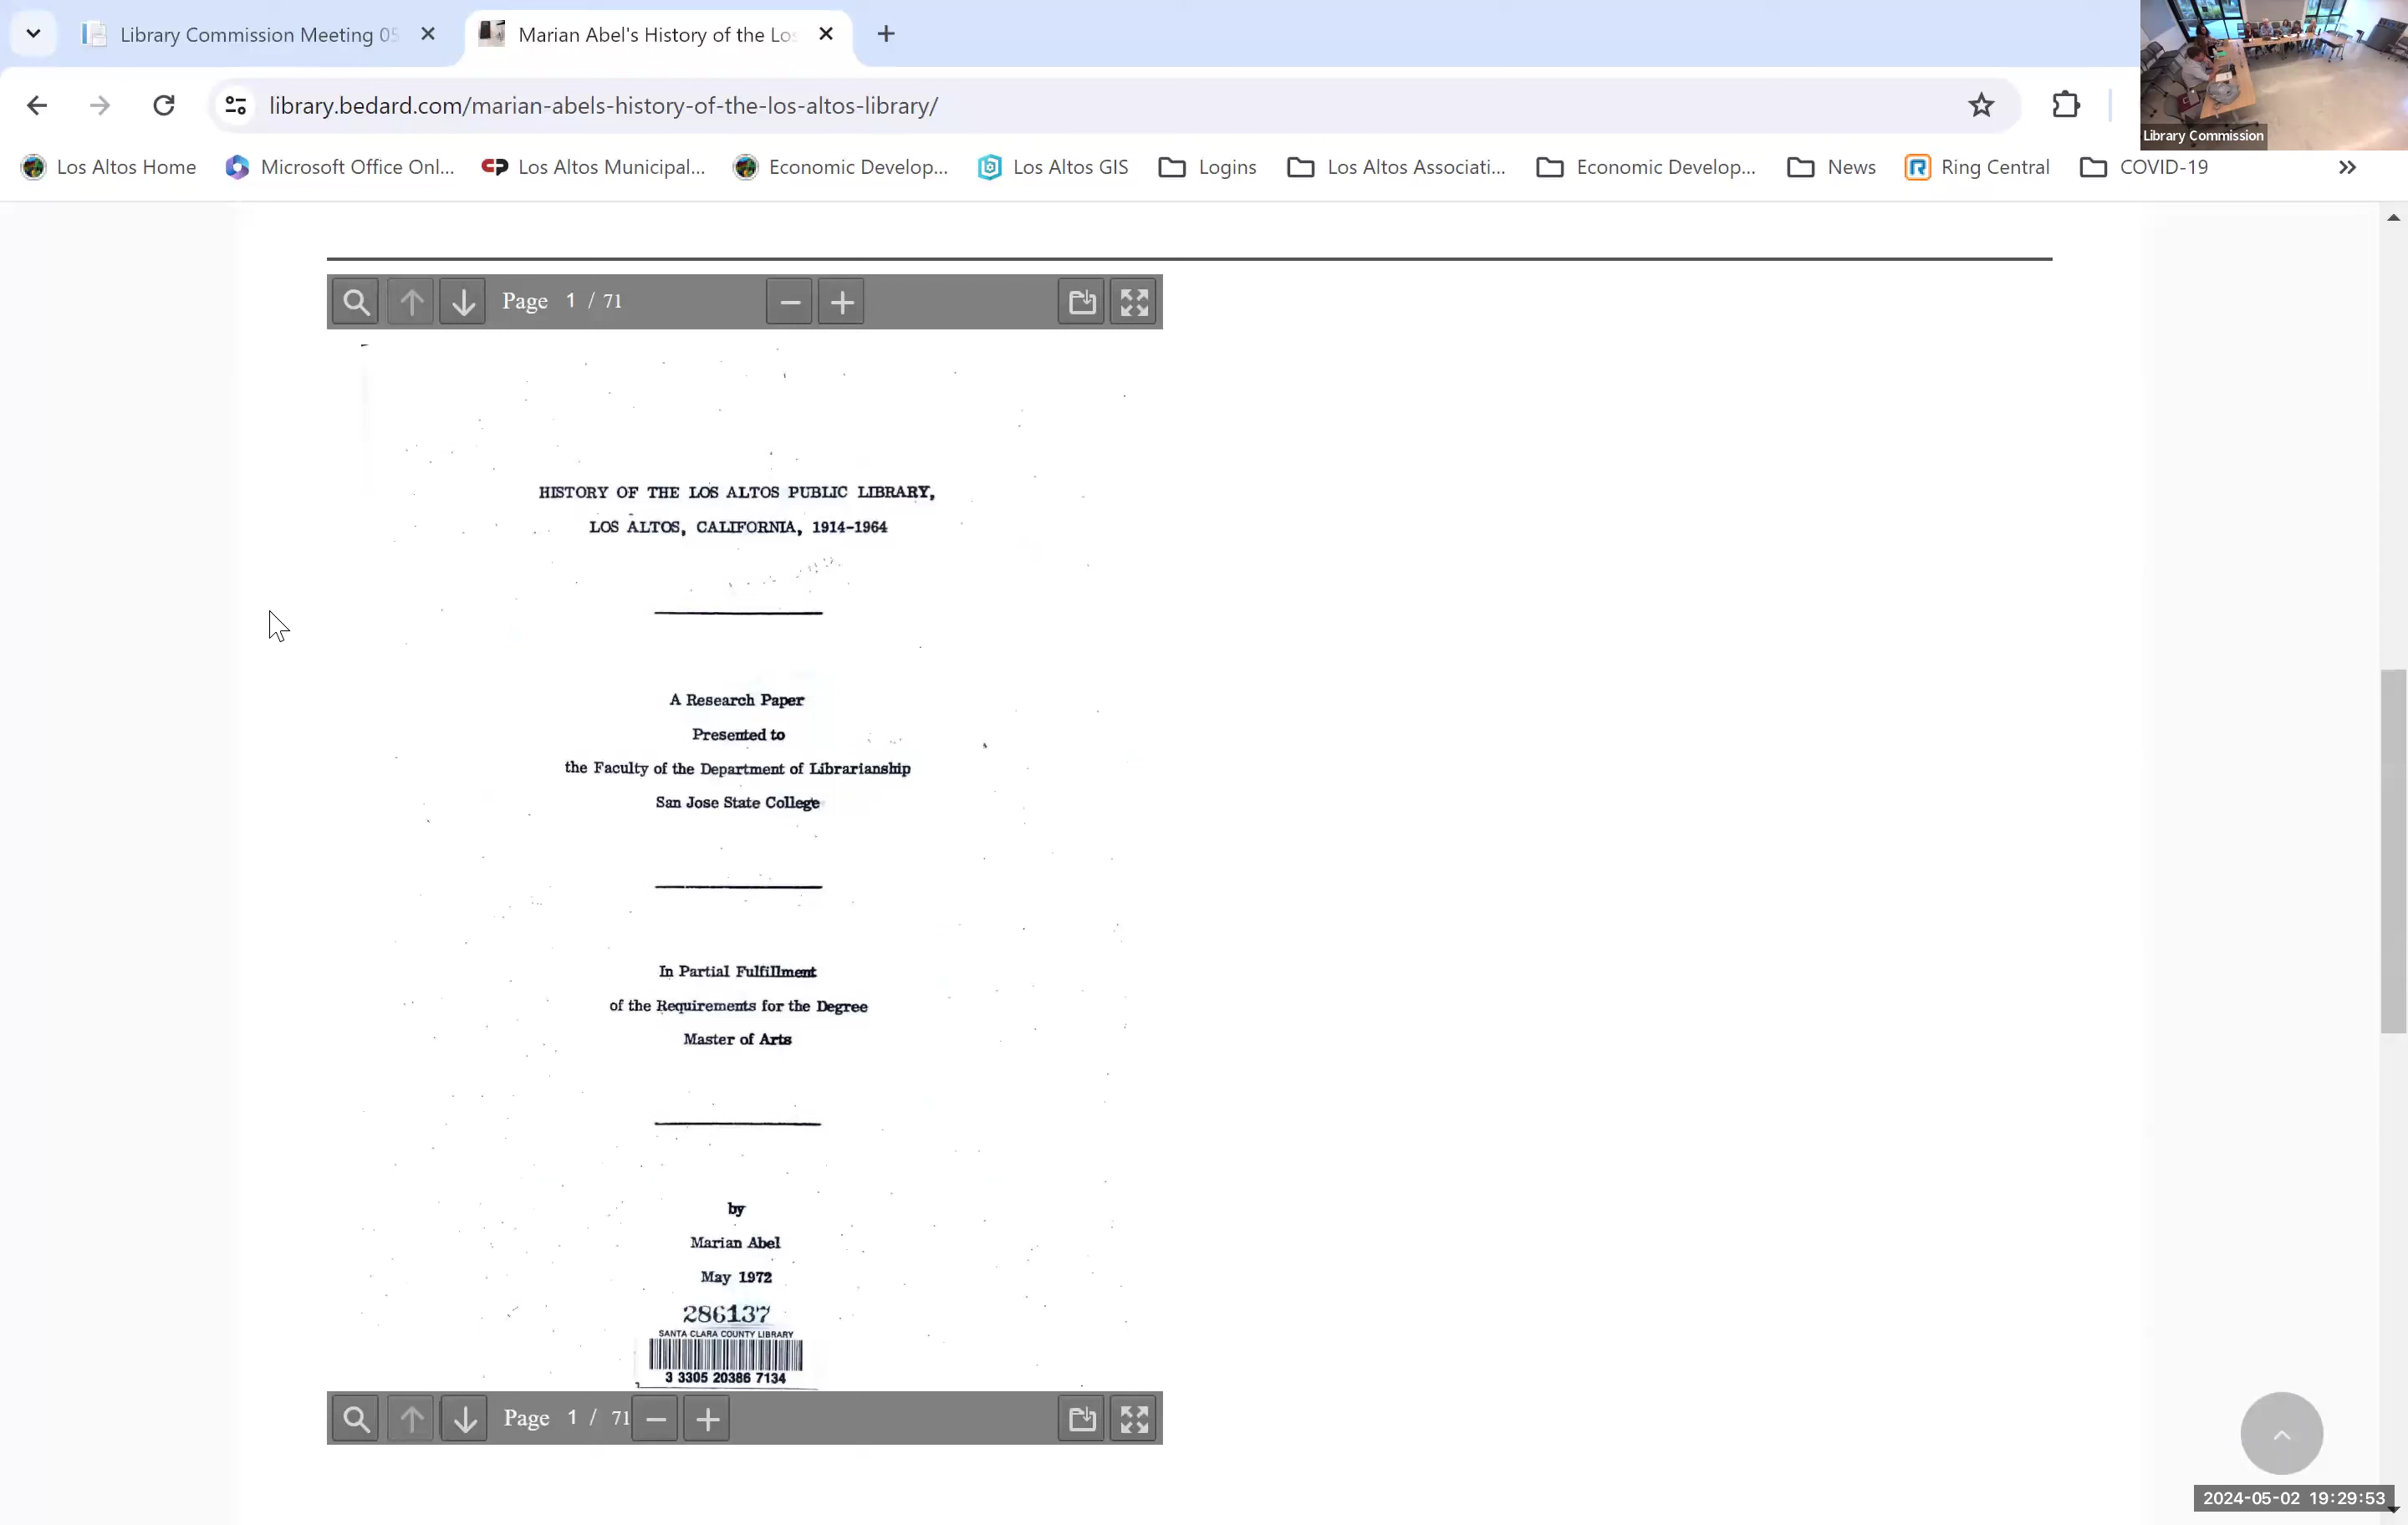 Library Commission Meeting 05
Marian Abel's History of the Los
library.bedard.com/marian-abels-history-of-the-los-altos-library/
Library Commission
Los Altos Home
Microsoft Office Onl...
Los Altos Municipal...
Economic Develop...
Los Altos GIS
Logins
Los Altos Associati...
Economic Develop...
News
Ring Central
COVID-19
Page 1 / 71
HISTORY OF THE LOS ALTOS PUBLIC LIBRARY,
LOS ALTOS, CALIFORNIA, 1914-1964
A Research Paper
Presented to
the Faculty of the Department of Librarianship
San Jose State College
In Partial Fulfillment
of the Requirements for the Degree
Master of Arts
by
Marian Abel
May 1972
286137
SANTA CLARA COUNTY LIBRARY
3 3305 20386 7134
Page 1 / 71
2024-05-02 19:29:53